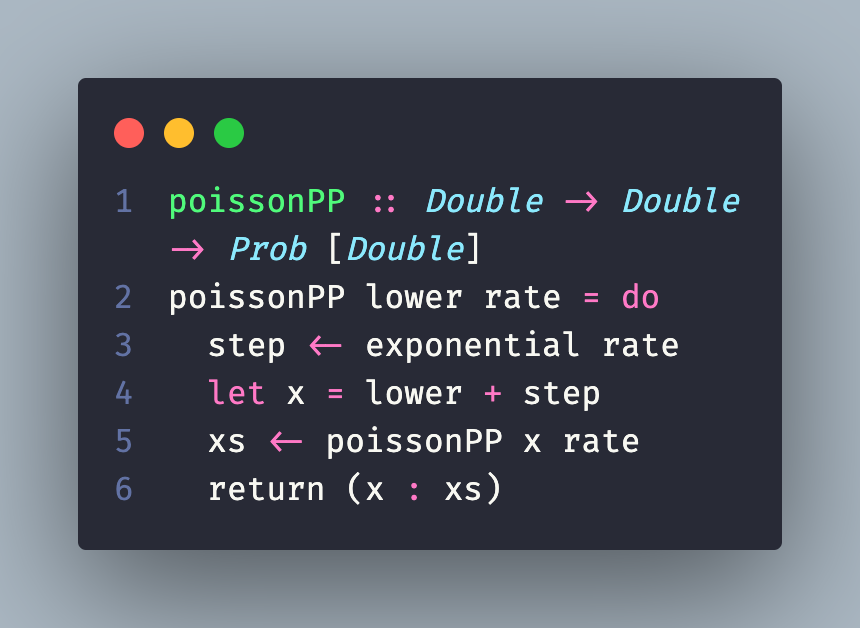 1 poissonPP :: Double -> Double
-> Prob [Double]
2 poissonPP lower rate = do
3 step <- exponential rate
4 let x = lower + step
5 xs <- poissonPP x rate
6 return (x : xs)